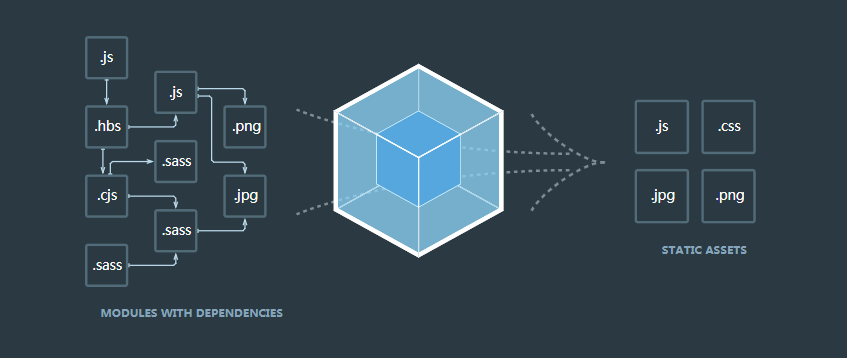 .js
.js
.hbs
.png
.sass
.cjs
.jpg
.sass
.sass
MODULES WITH DEPENDENCIES
.js
.css
.jpg
.png
STATIC ASSETS